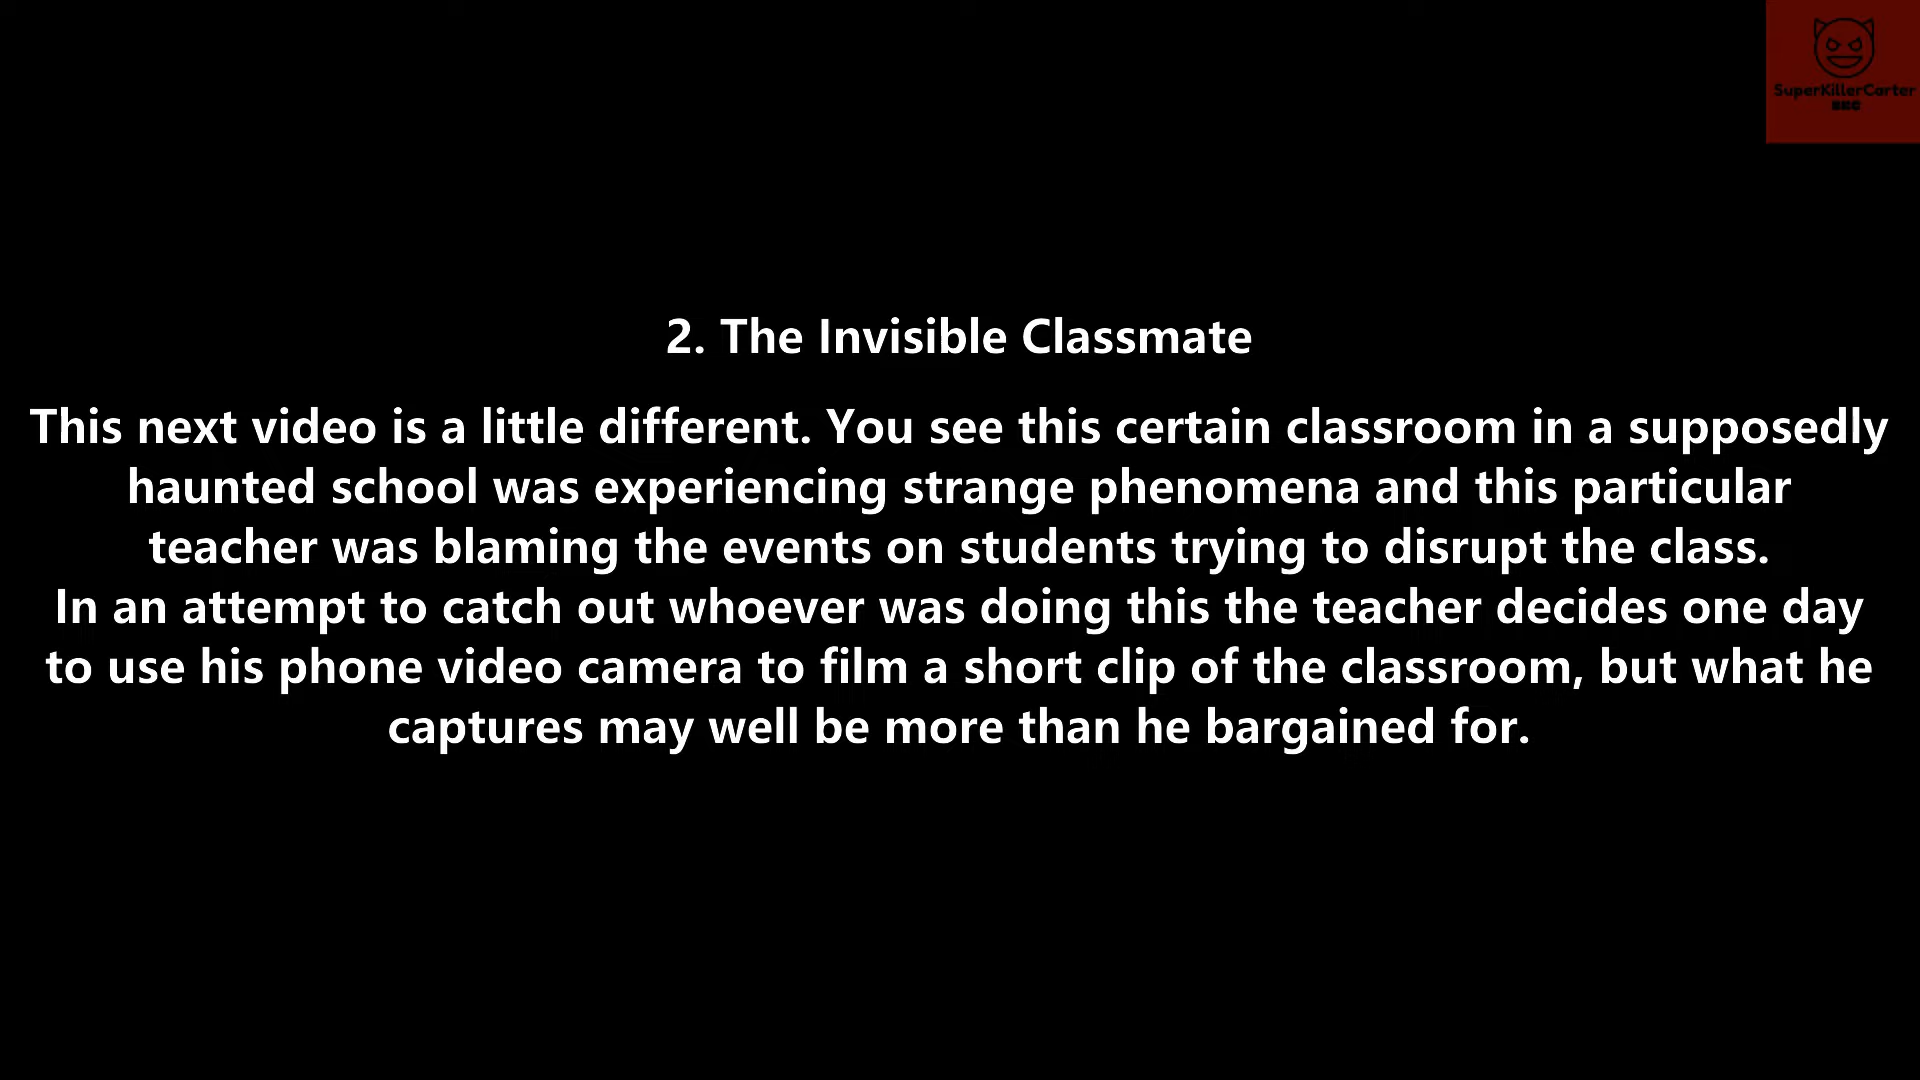 SuperKillerCarter
SKC
2. The Invisible Classmate
This next video is a little different. You see this certain classroom in a supposedly
haunted school was experiencing strange phenomena and this particular
teacher was blaming the events on students trying to disrupt the class.
In an attempt to catch out whoever was doing this the teacher decides one day
to use his phone video camera to film a short clip of the classroom, but what he
captures may well be more than he bargained for.